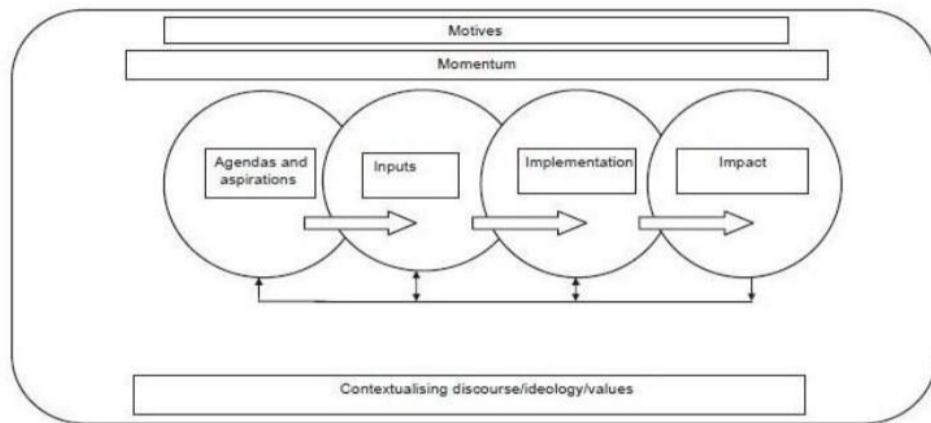 Motives
Momentum
Agendas and
aspirations
Inputs
Implementation
Impact
Contextualising discourse/ideology/values